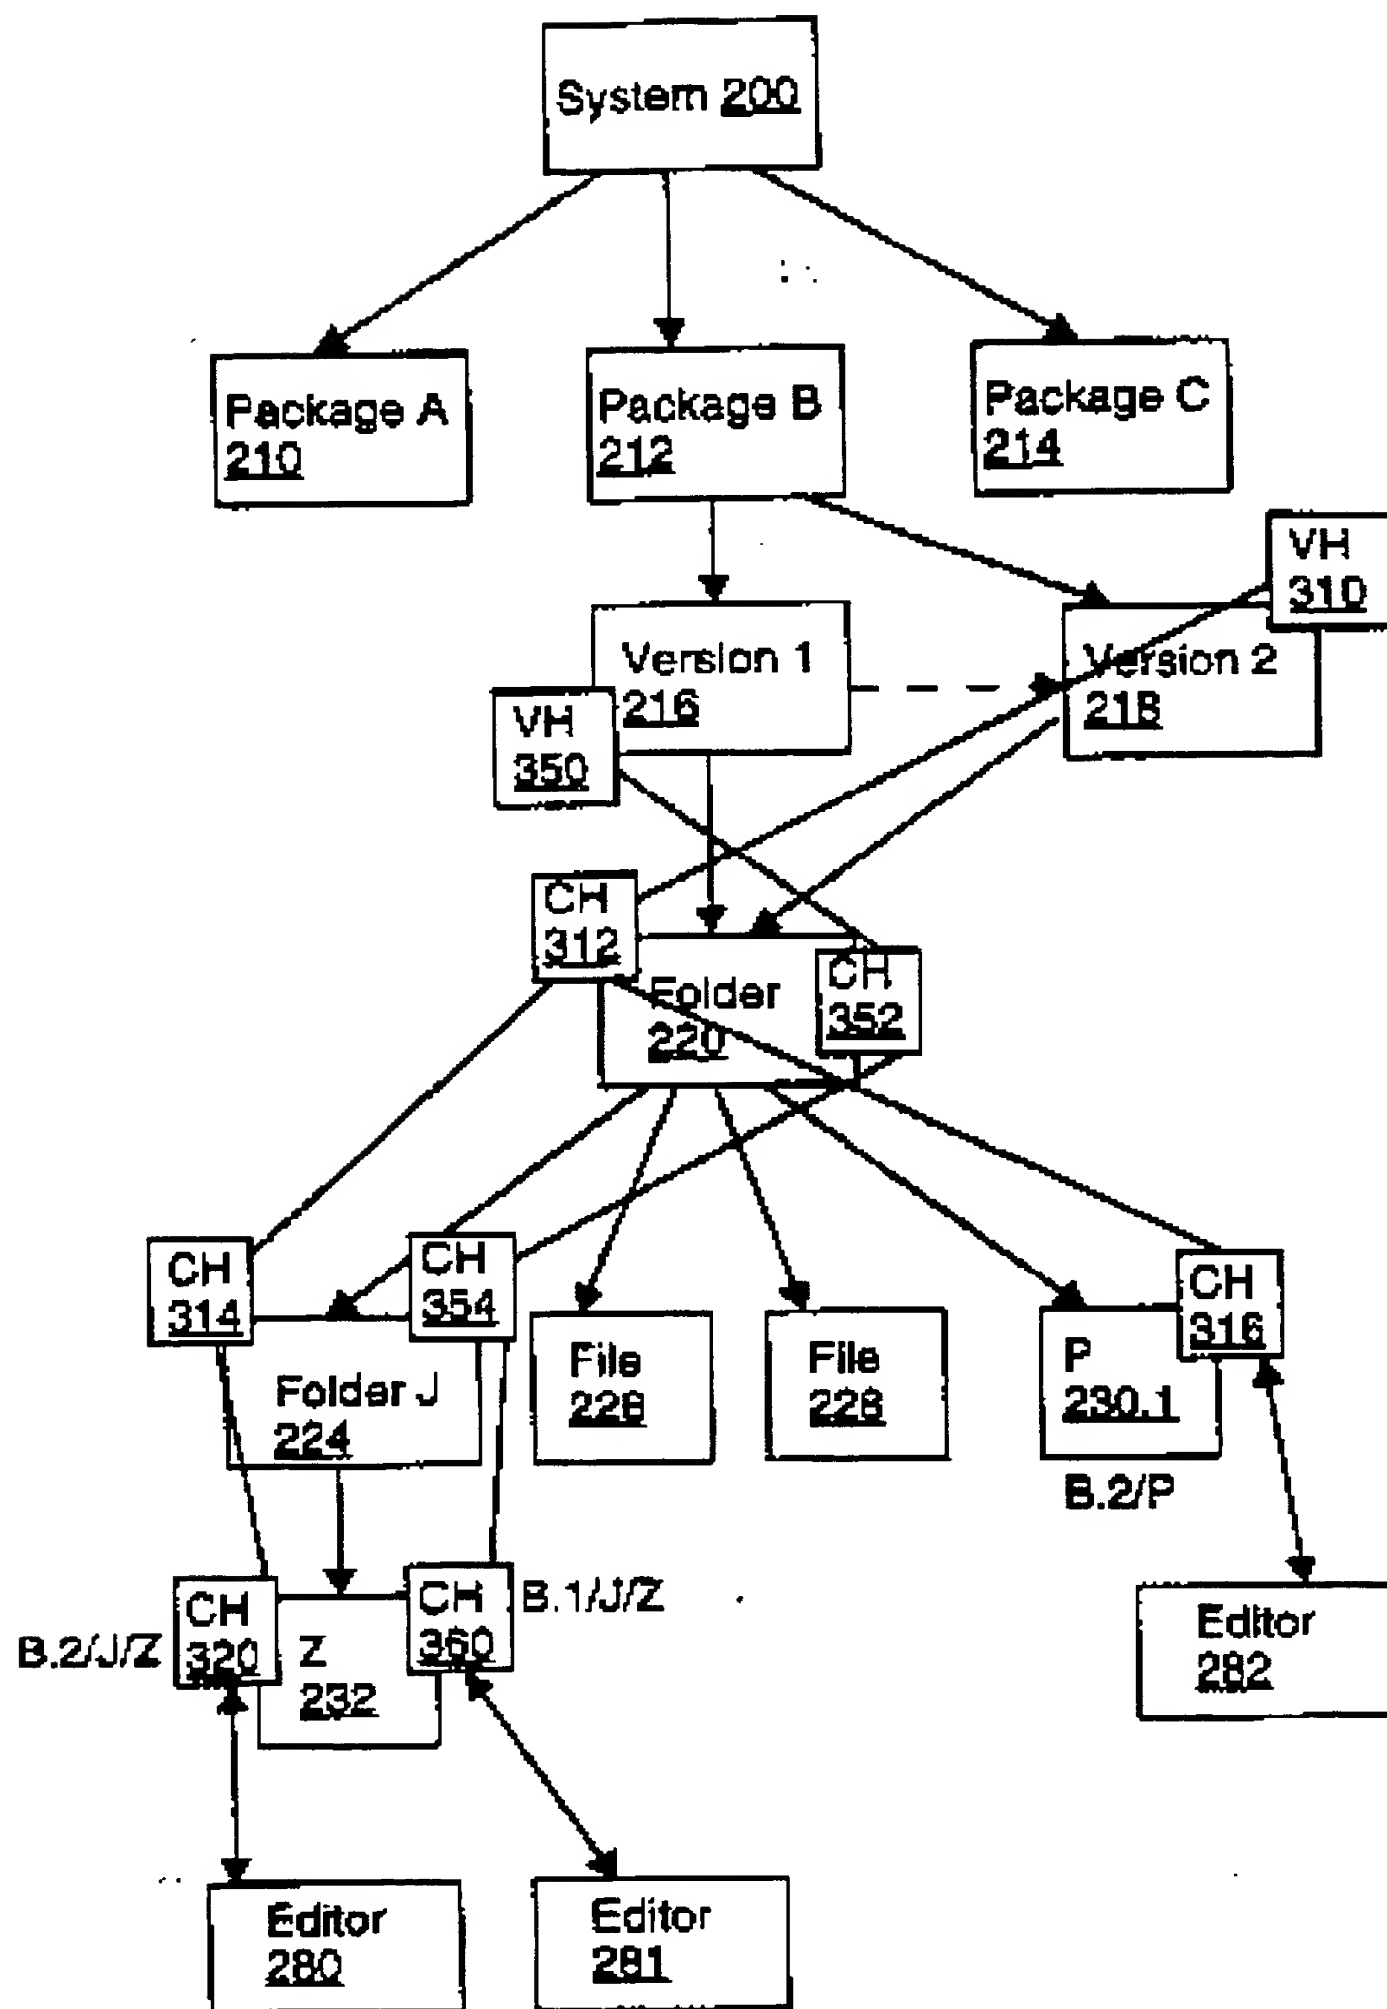 System 200
Package A
210
Package B
212
Package C
214
VH
310
Version 1
216
Version 2
218
VH
350
CH
312
Folder
220
CH
352
CH
314
CH
354
CH
316
Folder J
224
File
228
File
228
P
230.1
B.2/P
CH
320
CH
360
B.1/J/Z
B.2/J/Z
Z
232
Editor
282
Editor
280
Editor
281